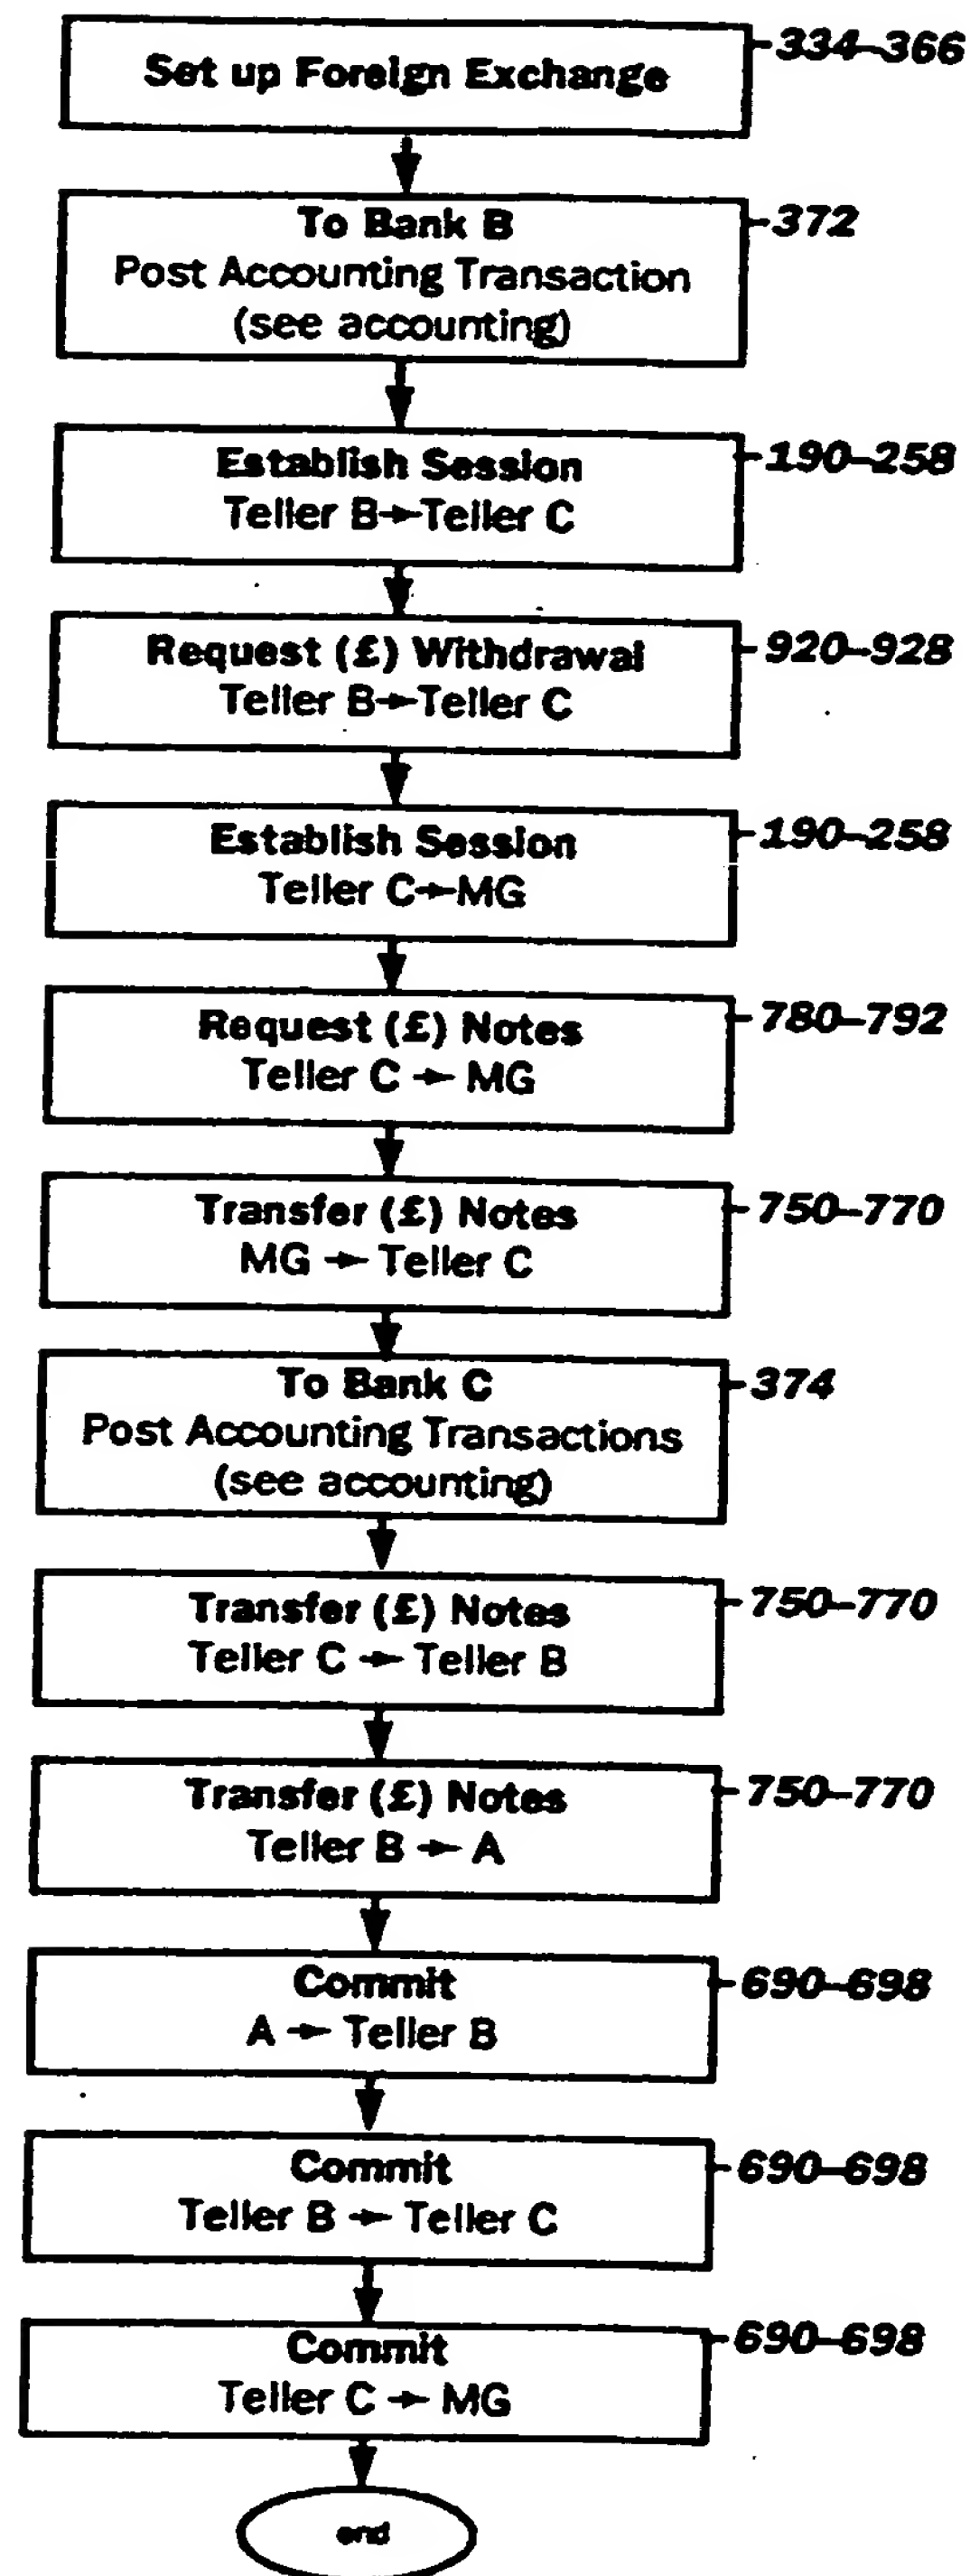 Set up Foreign Exchange
334–366
To Bank B
372
Post Accounting Transaction
(see accounting)
Establish Session
190–258
Teller B→Teller C
Request (£) Withdrawal
920–928
Teller B→Teller C
Establish Session
190–258
Teller C→MG
Request (£) Notes
780–792
Teller C → MG
Transfer (£) Notes
750–770
MG → Teller C
To Bank C
374
Post Accounting Transactions
(see accounting)
Transfer (£) Notes
750–770
Teller C → Teller B
Transfer (£) Notes
750–770
Teller B → A
Commit
690–698
A → Teller B
Commit
690–698
Teller B → Teller C
Commit
690–698
Teller C → MG
end